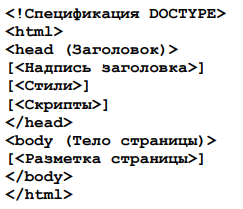 <!Спецификация DOCTYPE>
<html>
<head (Заголовок)>
[<Надпись заголовка>]
[<Стили>]
[<Скрипты>]
</head>
<body (Тело страницы)>
[<Разметка страницы>]
</body>
</html>